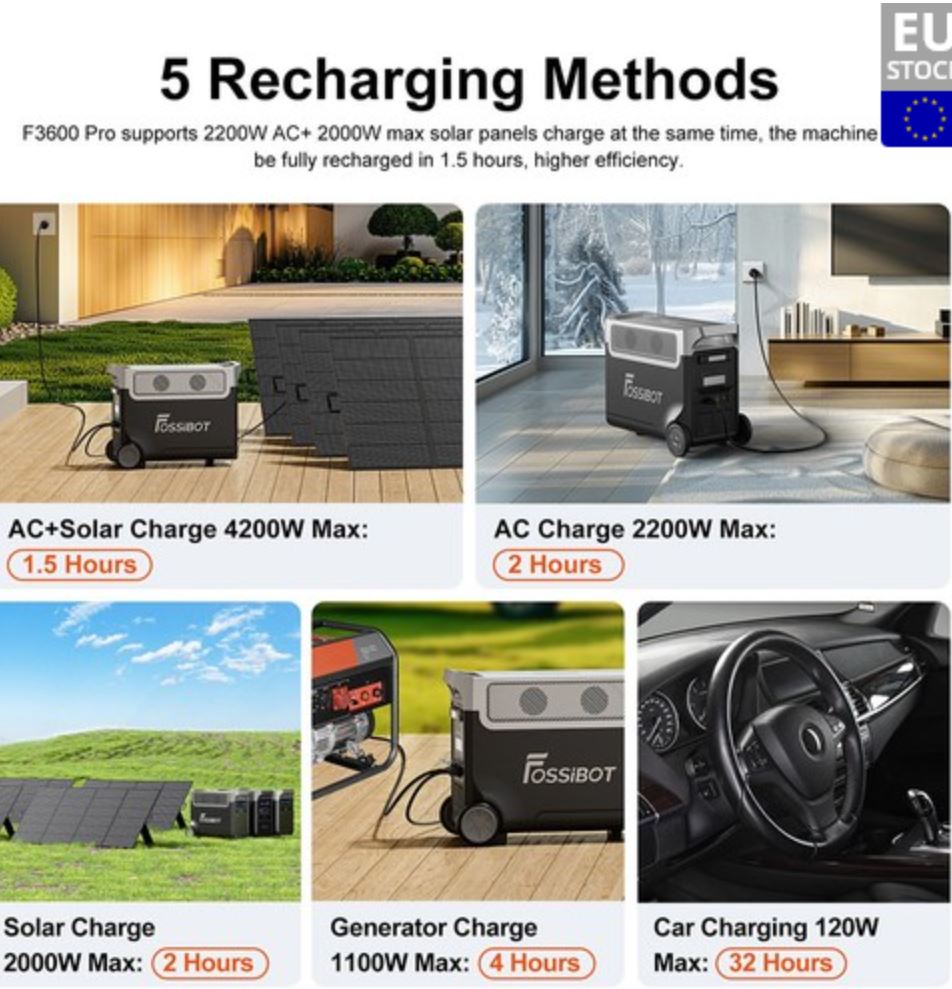 EU
5 Recharging Methods
STOC
F3600 Pro supports 2200W AC+ 2000W max solar panels charge at the same time, the machine
be fully recharged in 1.5 hours, higher efficiency.
FOSSiBOT
FOSSiBOT
AC+Solar Charge 4200W Max:
1.5 Hours
AC Charge 2200W Max:
2 Hours
FOSSiBOT
FOSSiBOT
Solar Charge
2000W Max: 2 Hours
Generator Charge
1100W Max: 4 Hours
Car Charging 120W
Max: 32 Hours